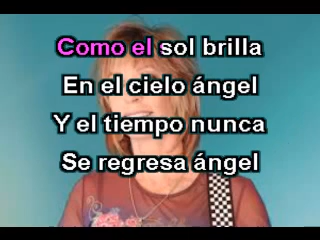 Como el sol brilla
En el cielo ángel
Y el tiempo nunca
Se regresa ángel